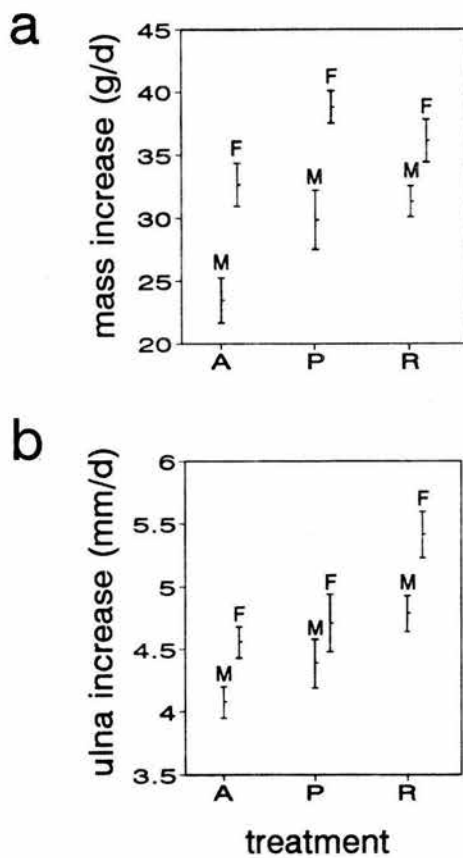 a
mass increase (g/d)
45
40
35
30
25
20
M
F
M
F
M
F
A P R
b
ulna increase (mm/d)
6
5.5
5
4.5
4
3.5
M
F
M
F
M
F
A P R
treatment